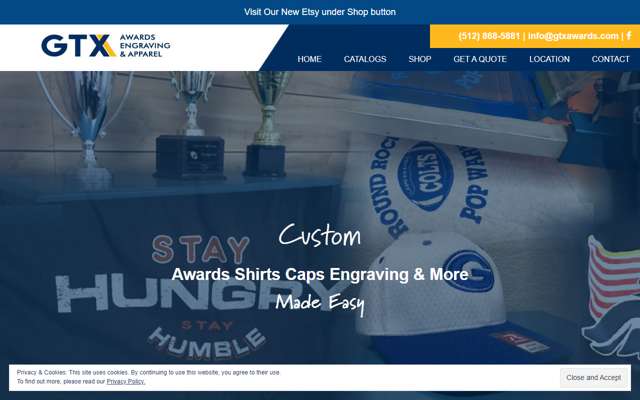 Visit Our New Etsy under Shop button
GTX AWARDS
ENGRAVING
& APPAREL
(512) 868-5881 | info@gtxawards.com | f
HOME CATALOGS SHOP GET A QUOTE LOCATION CONTACT
ROUND ROCK
COLTS
POP WAR
STAY
HUNGRY
STAY
HUMBLE
G
Custom
Awards Shirts Caps Engraving & More
Made Easy
Privacy & Cookies: This site uses cookies. By continuing to use this website, you agree to their use.
To find out more, please read our Privacy Policy.
Close and Accept